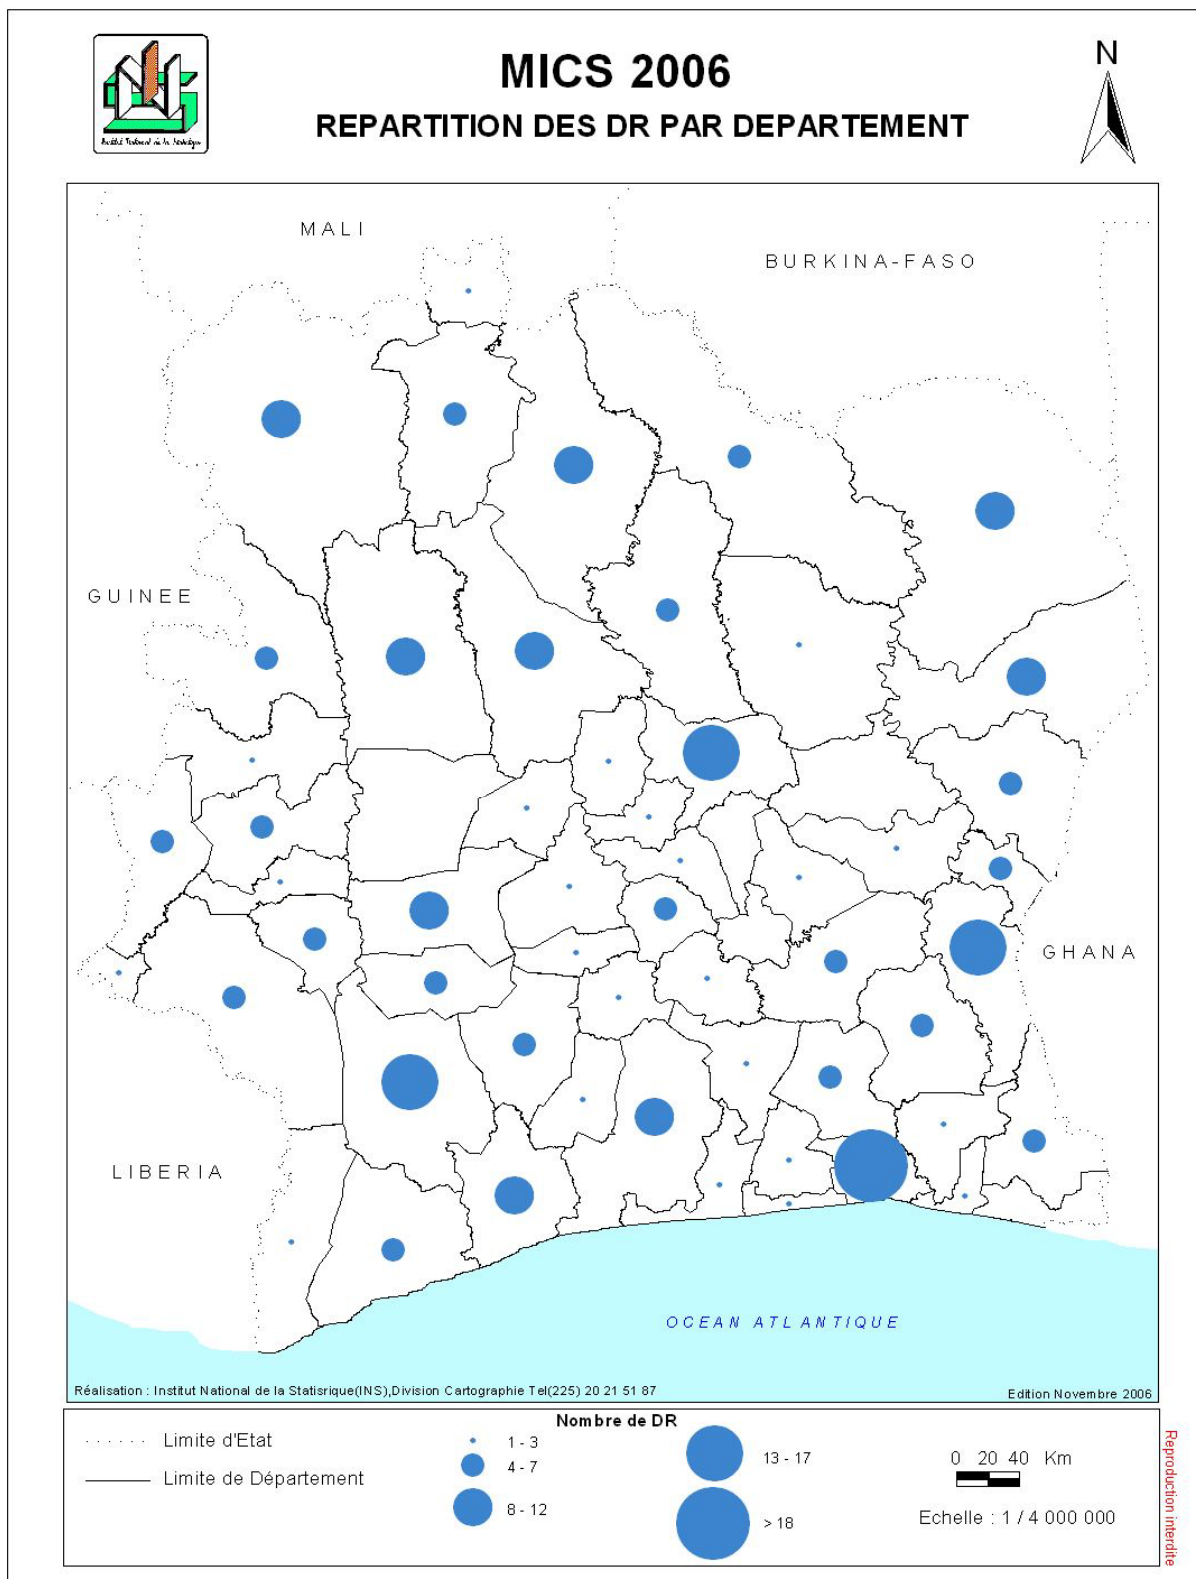 MICS 2006
REPARTITION DES DR PAR DEPARTEMENT
N
MALI
BURKINA-FASO
GUINEE
GHANA
LIBERIA
OCEAN ATLANTIQUE
Réalisation : Institut National de la Statisrique(INS),Division Cartographie Tel(225) 20 21 51 87
Edition Novembre 2006
Nombre de DR
Limite d'Etat
Limite de Département
1 - 3
4 - 7
8 - 12
13 - 17
> 18
0 20 40 Km
Echelle : 1 / 4 000 000
Reproduction interdite